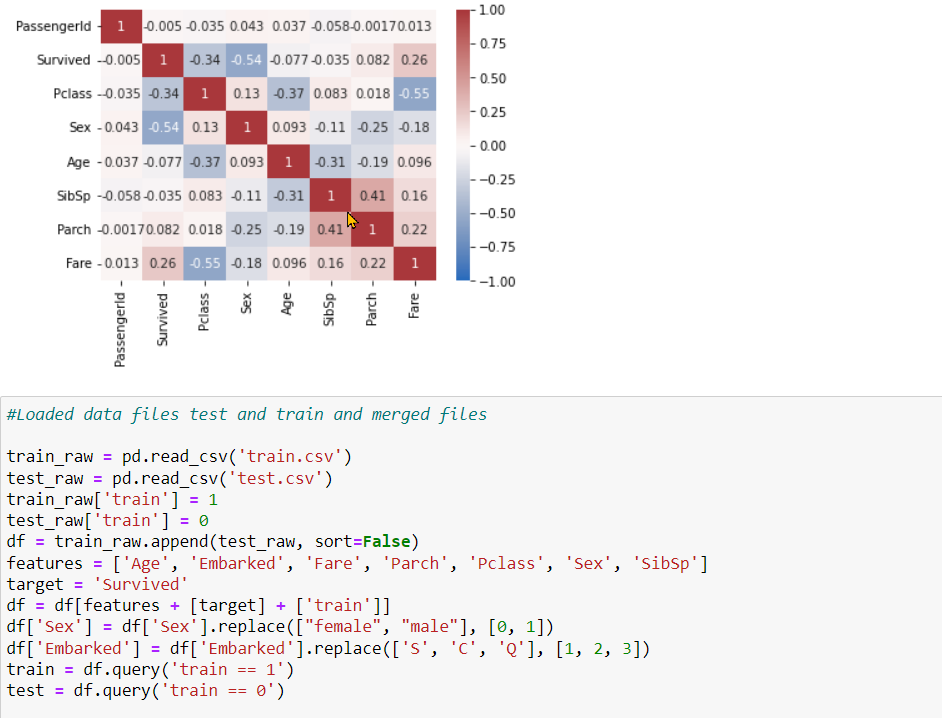 PassengerId 1 -0.005 -0.035 0.043 0.037 -0.058 -0.0017 0.013
Survived -0.005 1 -0.34 -0.54 -0.077 -0.035 0.082 0.26
Pclass -0.035 -0.34 1 0.13 -0.37 0.083 0.018 -0.55
Sex 0.043 -0.54 0.13 1 0.093 -0.11 -0.25 -0.18
Age 0.037 -0.077 -0.37 0.093 1 -0.31 -0.19 0.096
SibSp -0.058 -0.035 0.083 -0.11 -0.31 1 0.41 0.16
Parch -0.0017 0.082 0.018 -0.25 -0.19 0.41 1 0.22
Fare 0.013 0.26 -0.55 -0.18 0.096 0.16 0.22 1
PassengerId Survived Pclass Sex Age SibSp Parch Fare
1.00
0.75
0.50
0.25
0.00
−0.25
−0.50
−0.75
−1.00
#Loaded data files test and train and merged files
train_raw = pd.read_csv('train.csv')
test_raw = pd.read_csv('test.csv')
train_raw['train'] = 1
test_raw['train'] = 0
df = train_raw.append(test_raw, sort=False)
features = ['Age', 'Embarked', 'Fare', 'Parch', 'Pclass', 'Sex', 'SibSp']
target = 'Survived'
df = df[features + [target] + ['train']]
df['Sex'] = df['Sex'].replace(["female", "male"], [0, 1])
df['Embarked'] = df['Embarked'].replace(['S', 'C', 'Q'], [1, 2, 3])
train = df.query('train == 1')
test = df.query('train == 0')